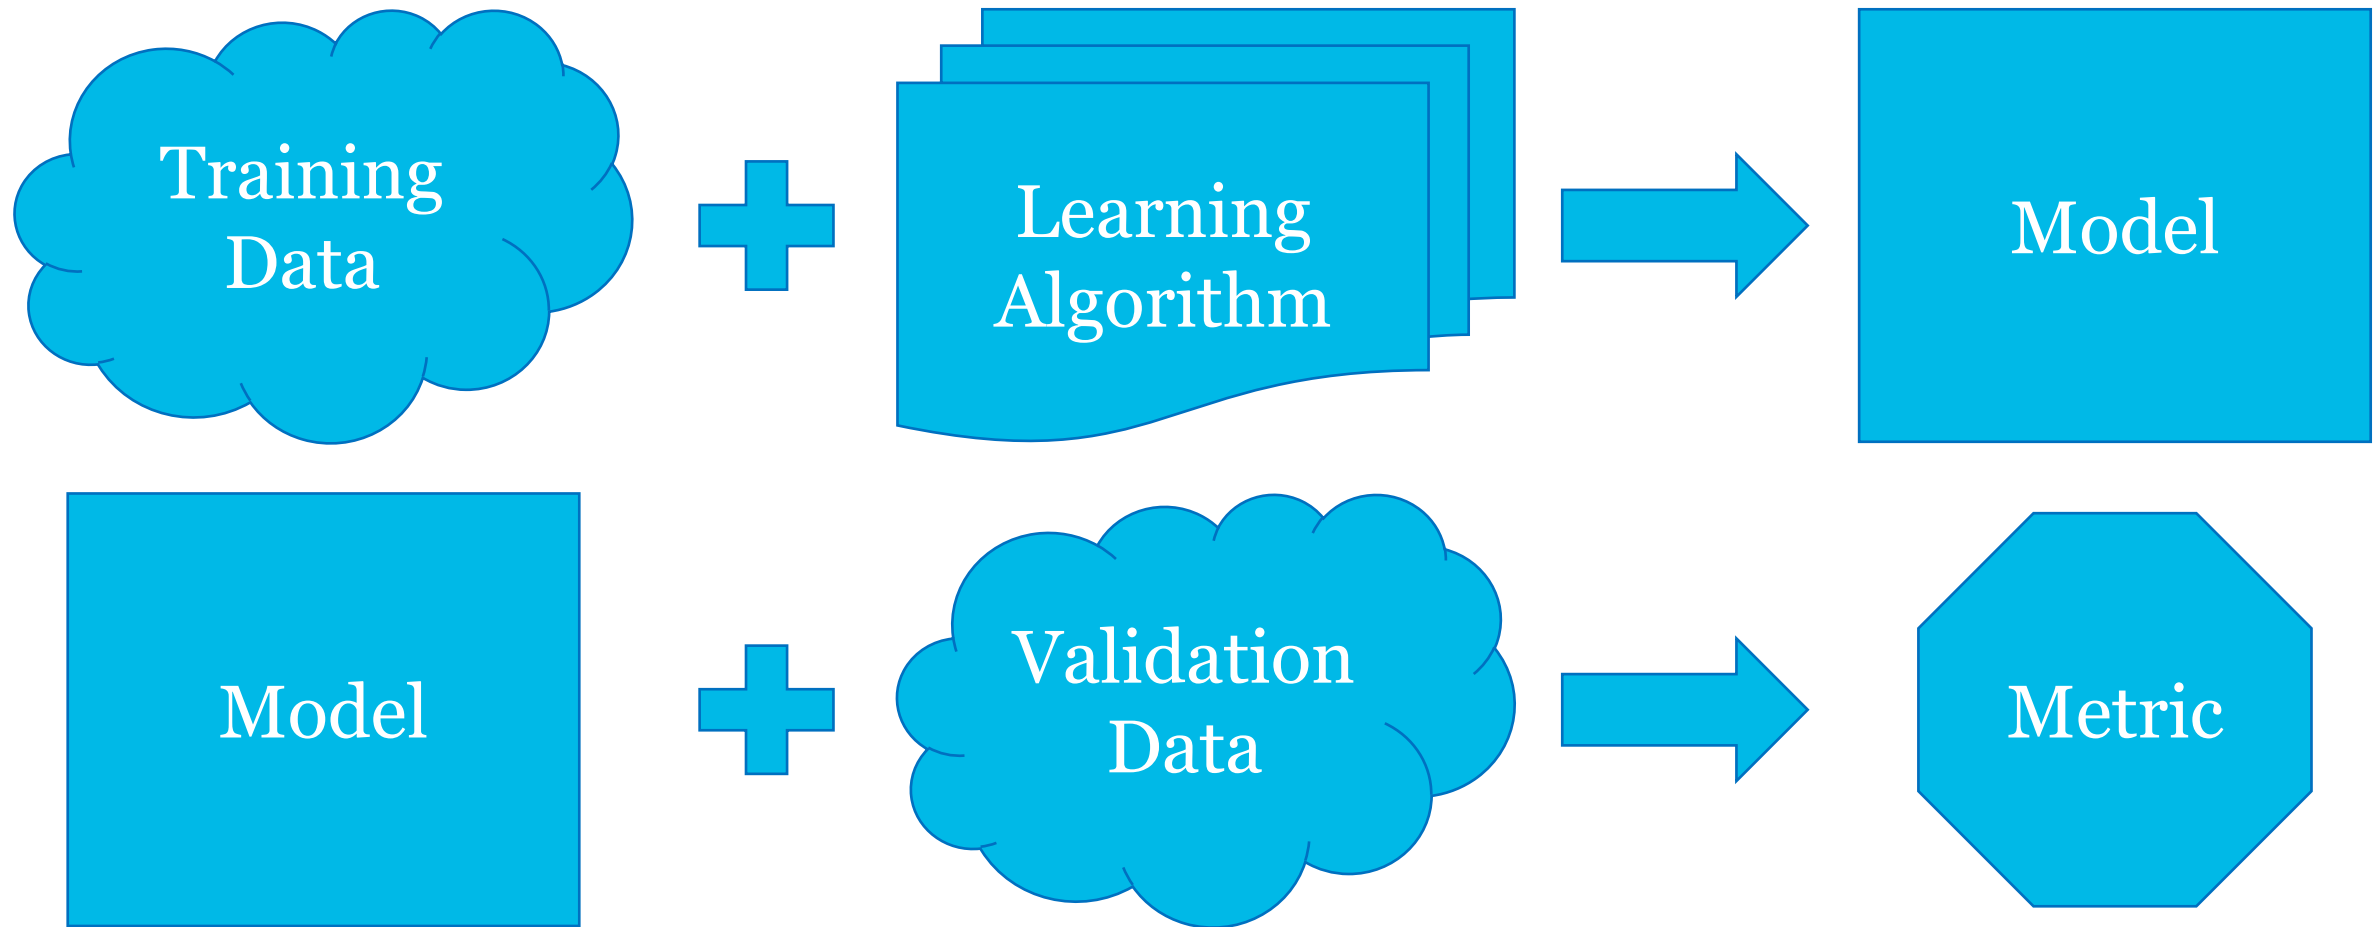 Training
Data
Learning
Algorithm
Model
Model
Validation
Data
Metric